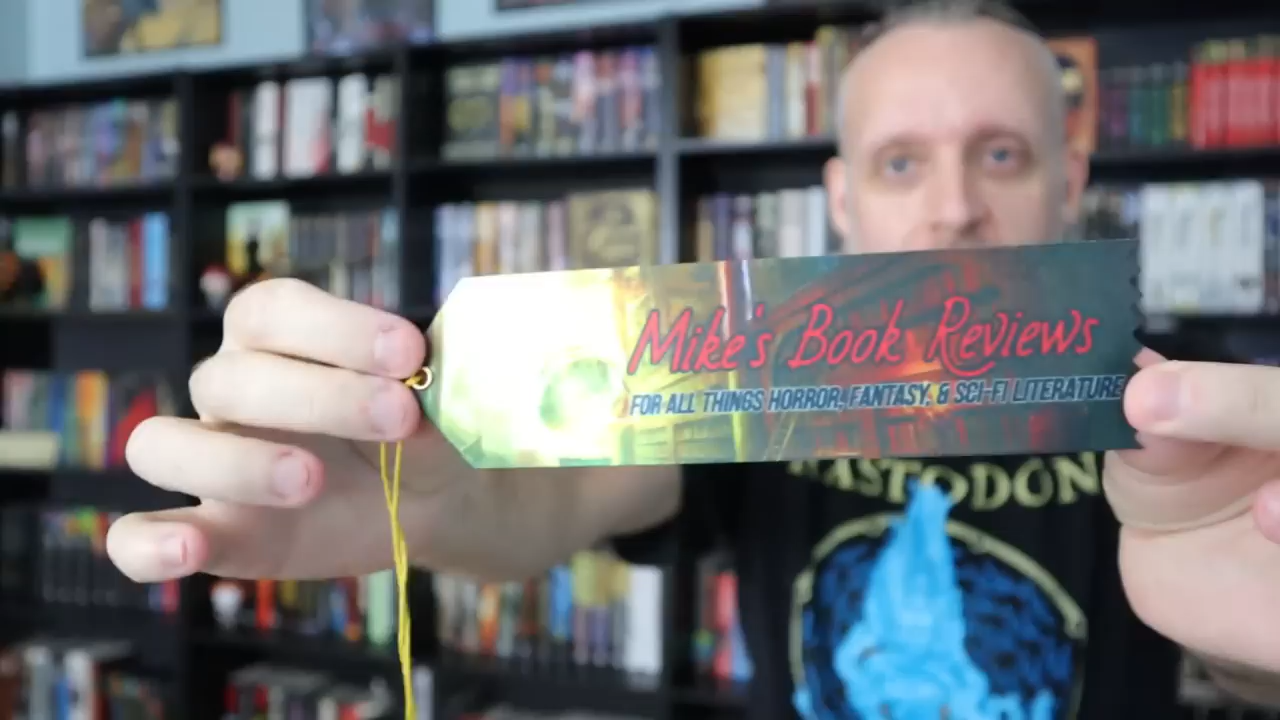 Mike's Book Reviews
FOR ALL THINGS HORROR, FANTASY, & SCI-FI LITERATURE
MASTODON